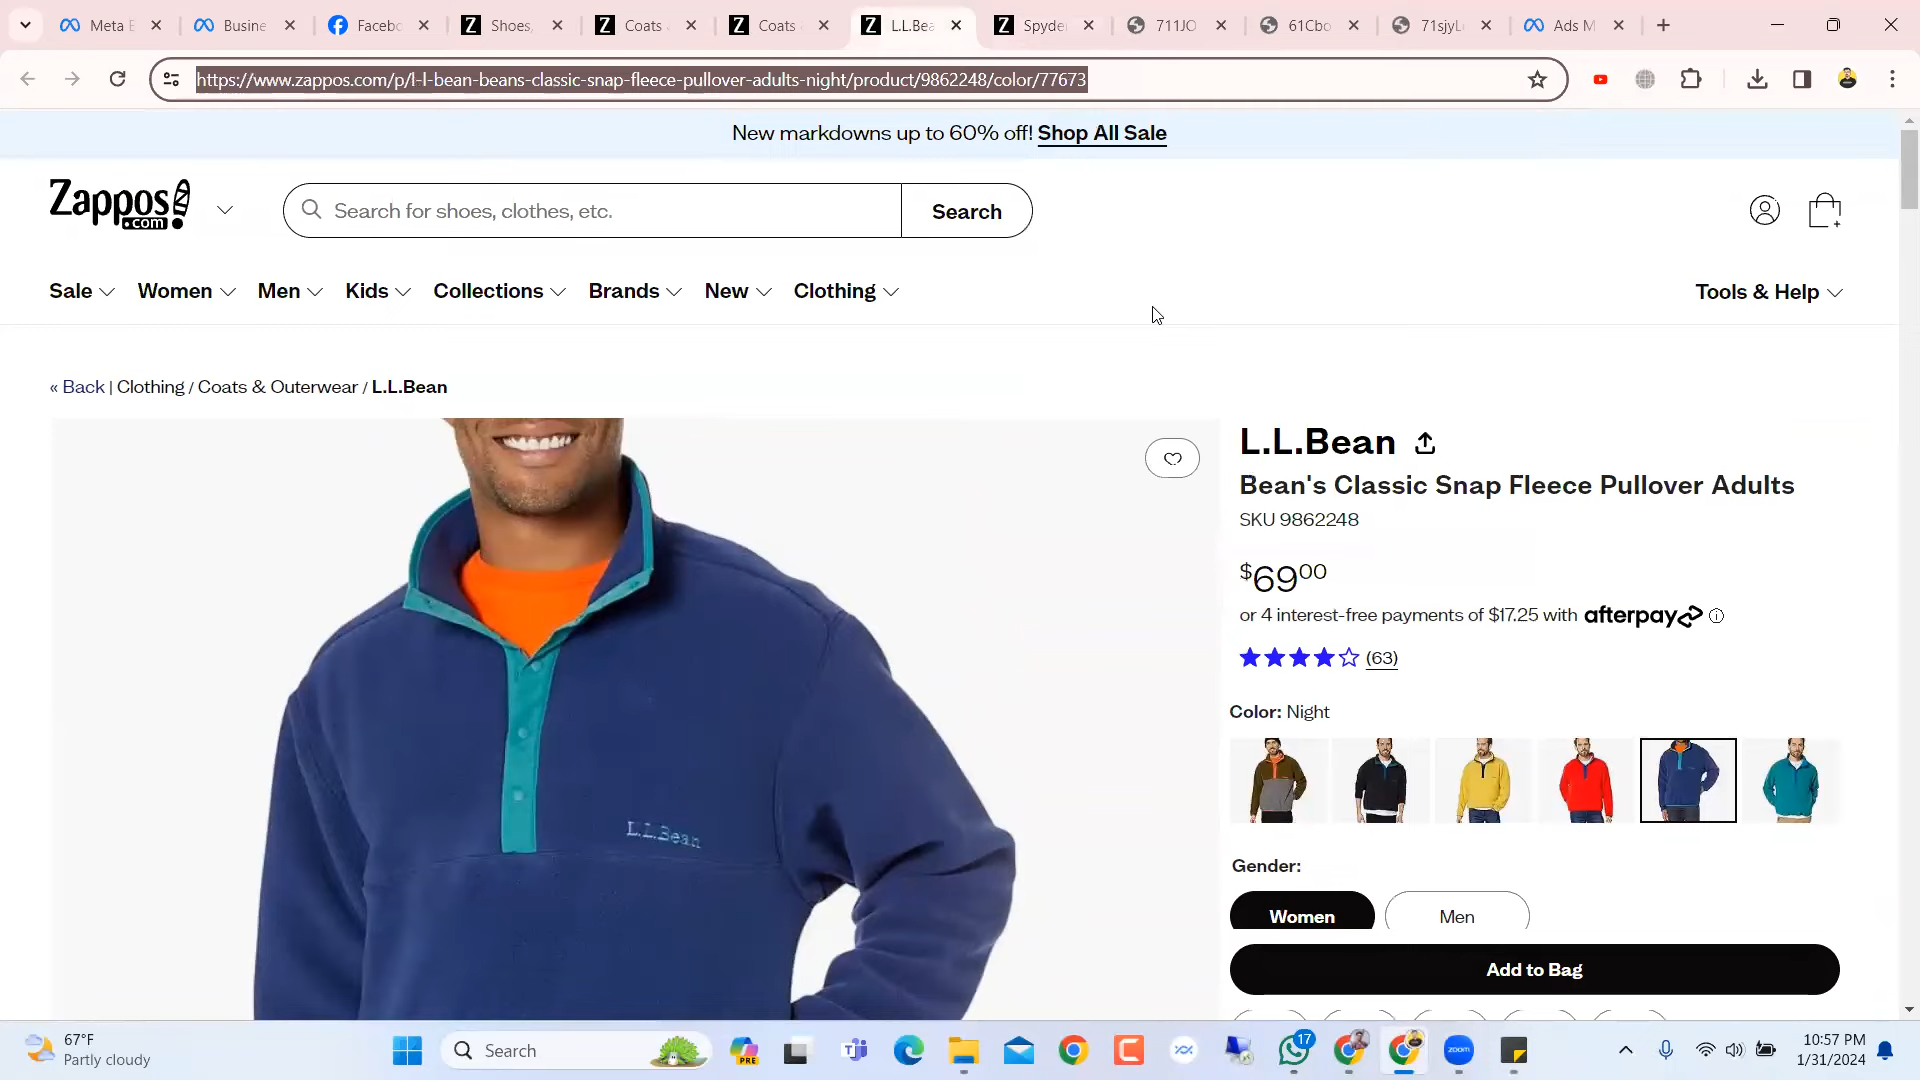 Meta E
Busine
Facebo
Shoes,
Coats
Coats
L.L.Bea
Spyde
711JO
61Cbo
71sjyL
Ads M
https://www.zappos.com/p/l-l-bean-beans-classic-snap-fleece-pullover-adults-night/product/9862248/color/77673
New markdowns up to 60% off! Shop All Sale
Zappos
.com
Search for shoes, clothes, etc.
Search
Sale
Women
Men
Kids
Collections
Brands
New
Clothing
Tools & Help
« Back | Clothing / Coats & Outerwear / L.L.Bean
L.L.Bean
L.L.Bean
Bean's Classic Snap Fleece Pullover Adults
SKU 9862248
$69.00
or 4 interest-free payments of $17.25 with afterpay
(63)
Color: Night
Gender:
Women
Men
Add to Bag
67°F
Partly cloudy
Search
PRE
17
zoom
10:57 PM
1/31/2024